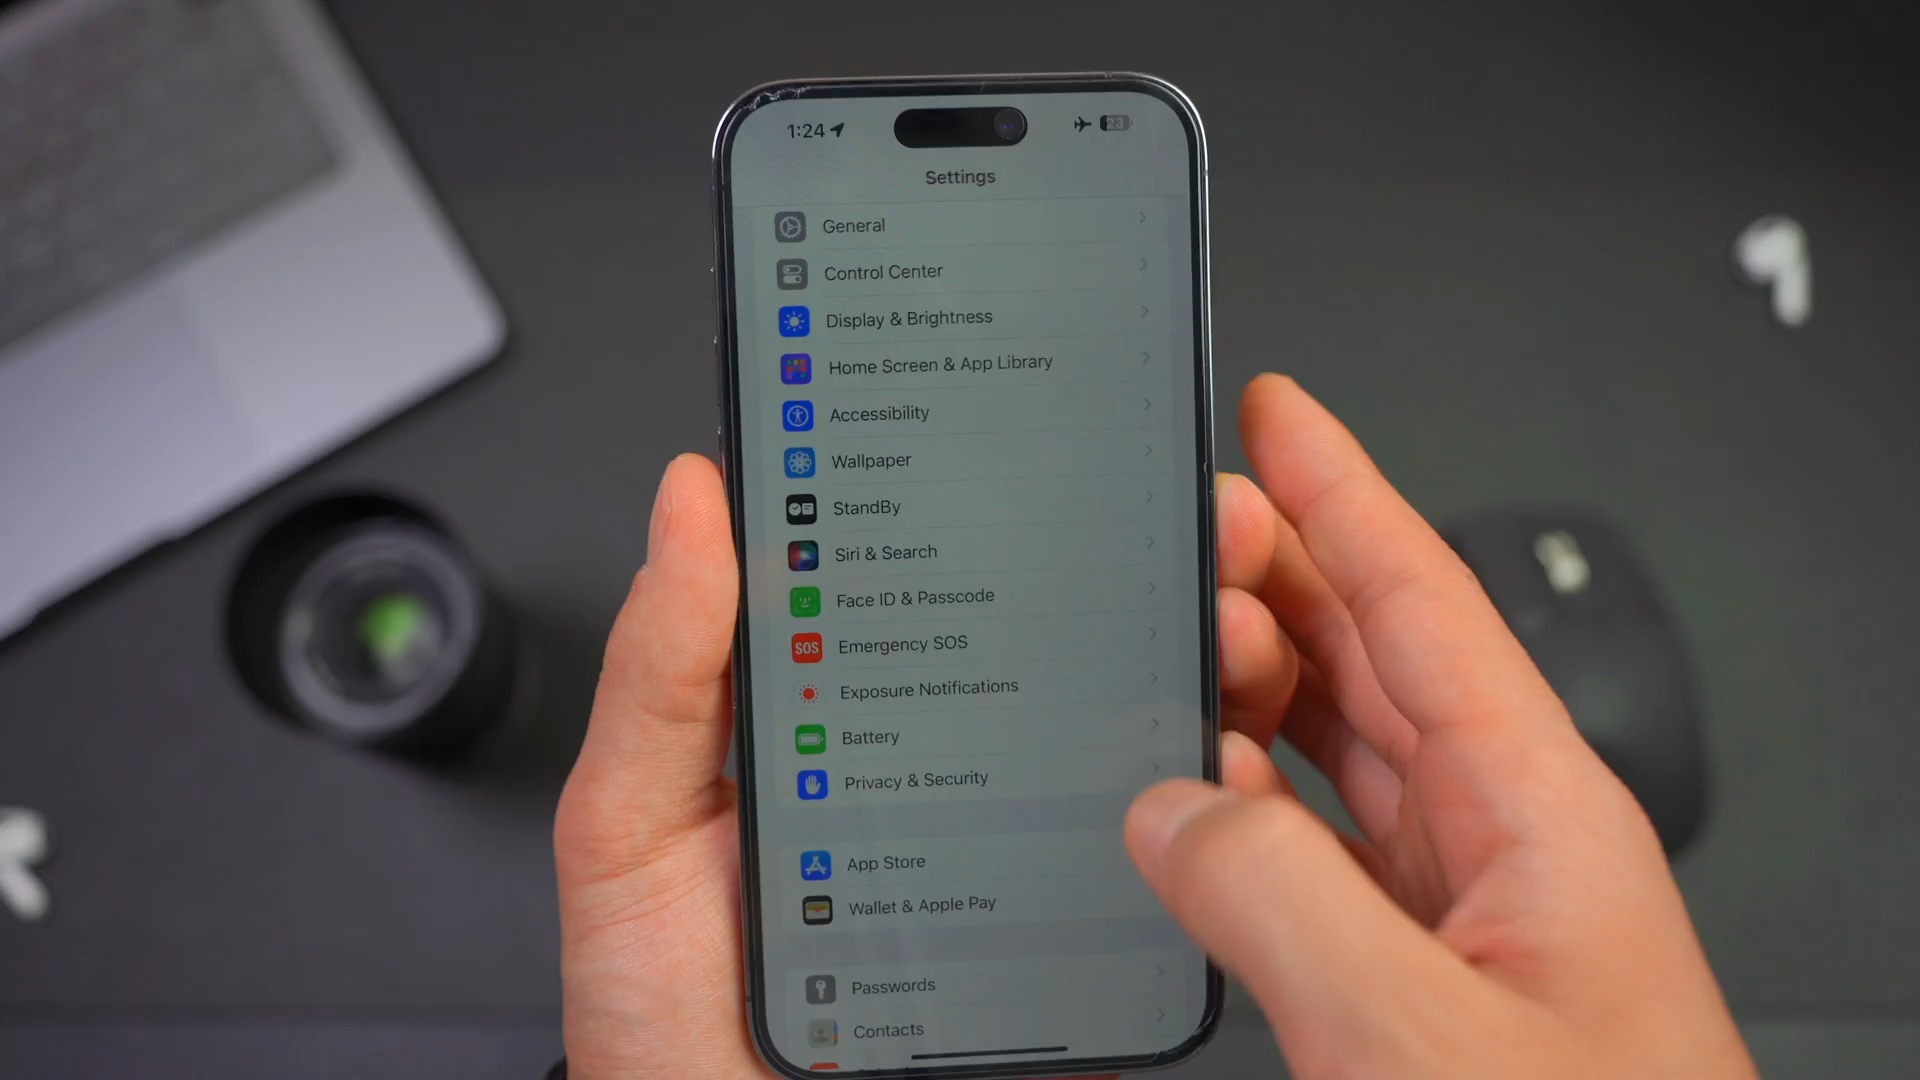 1:24
23
Settings
General
Control Center
Display & Brightness
Home Screen & App Library
Accessibility
Wallpaper
StandBy
Siri & Search
Face ID & Passcode
SOS
Emergency SOS
Exposure Notifications
Battery
Privacy & Security
App Store
Wallet & Apple Pay
Passwords
Contacts